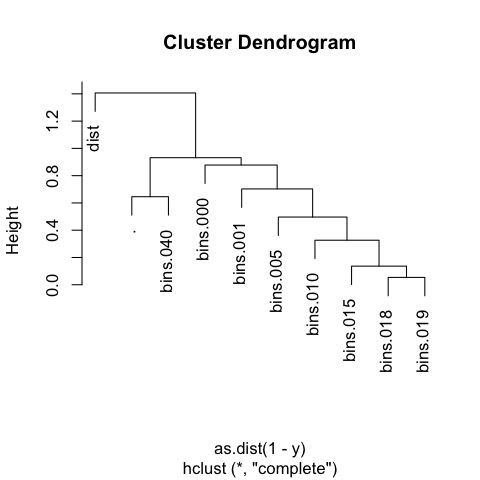 Cluster Dendrogram
Height
0.0
0.4
0.8
1.2
dist
.
bins.040
bins.000
bins.001
bins.005
bins.010
bins.015
bins.018
bins.019
as.dist(1 - y)
hclust (*, "complete")